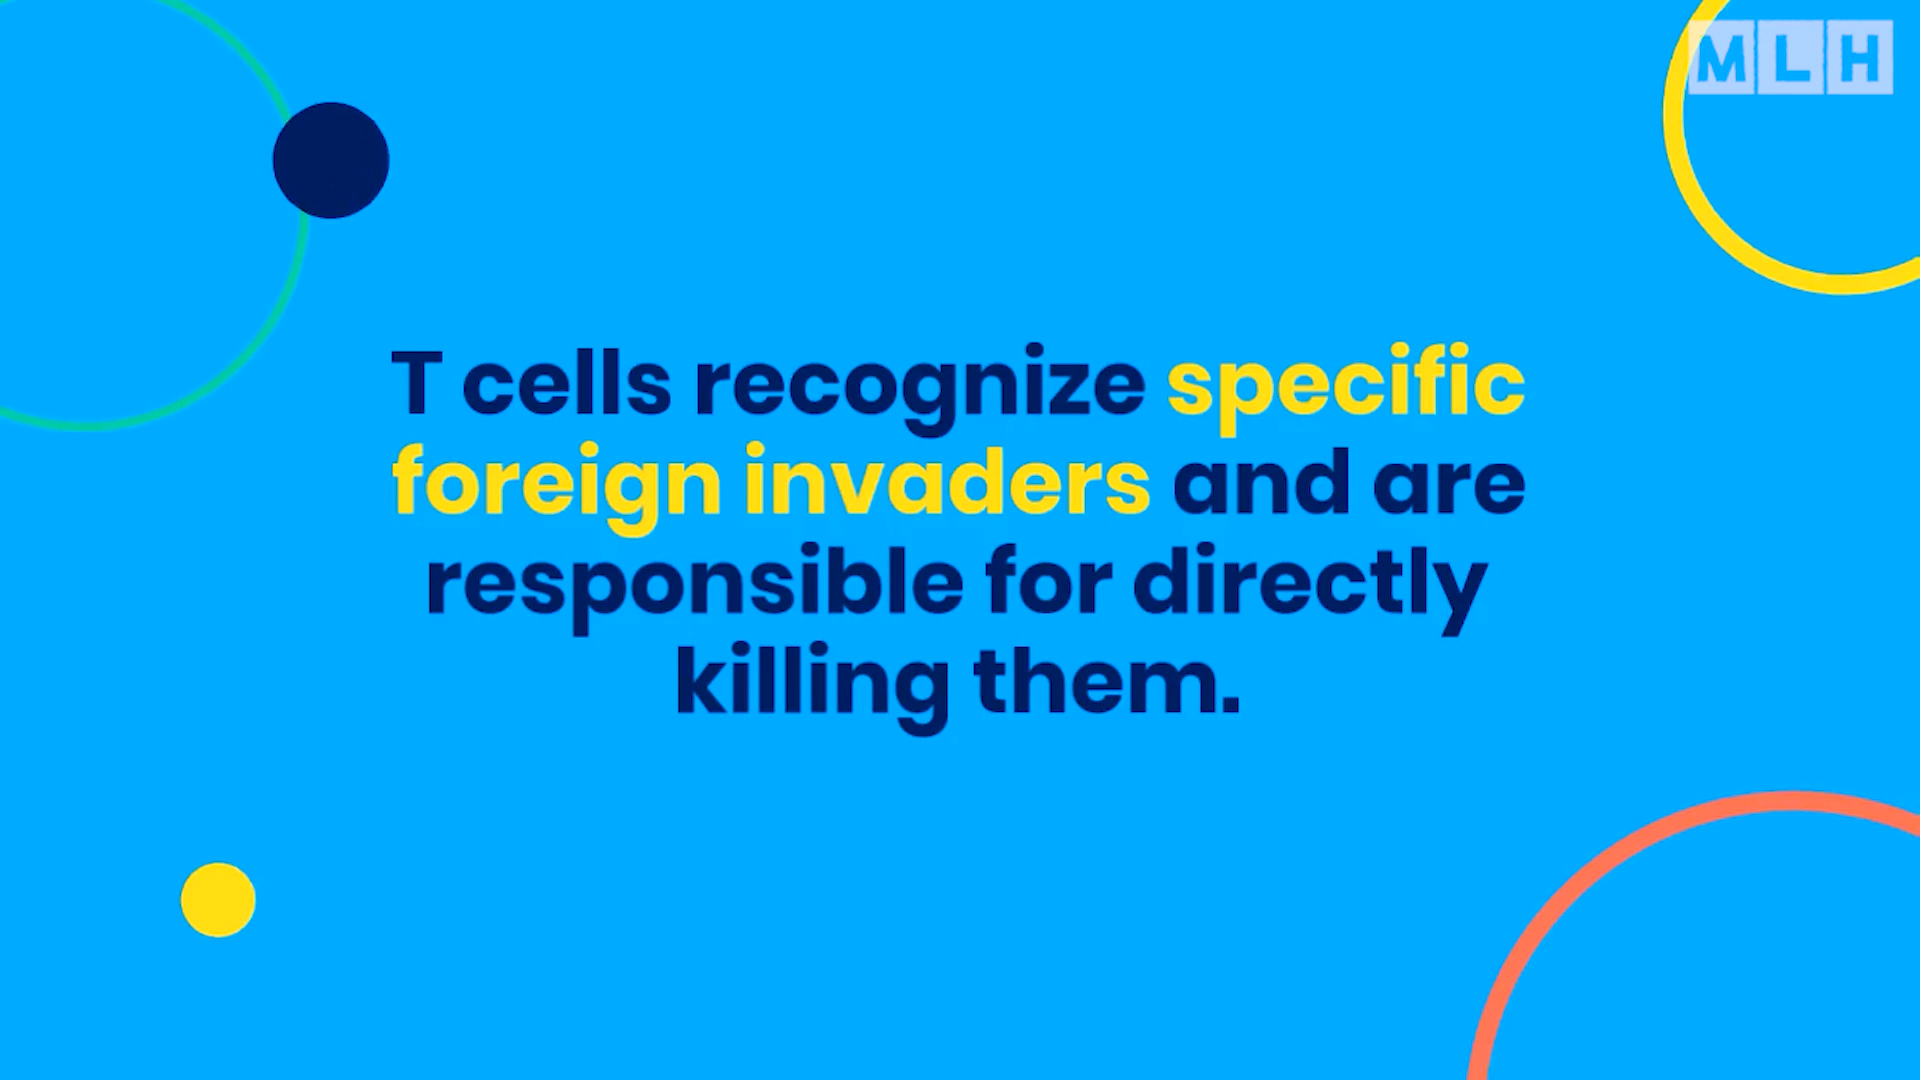 MLH
T cells recognize specific
foreign invaders and are
responsible for directly
killing them.